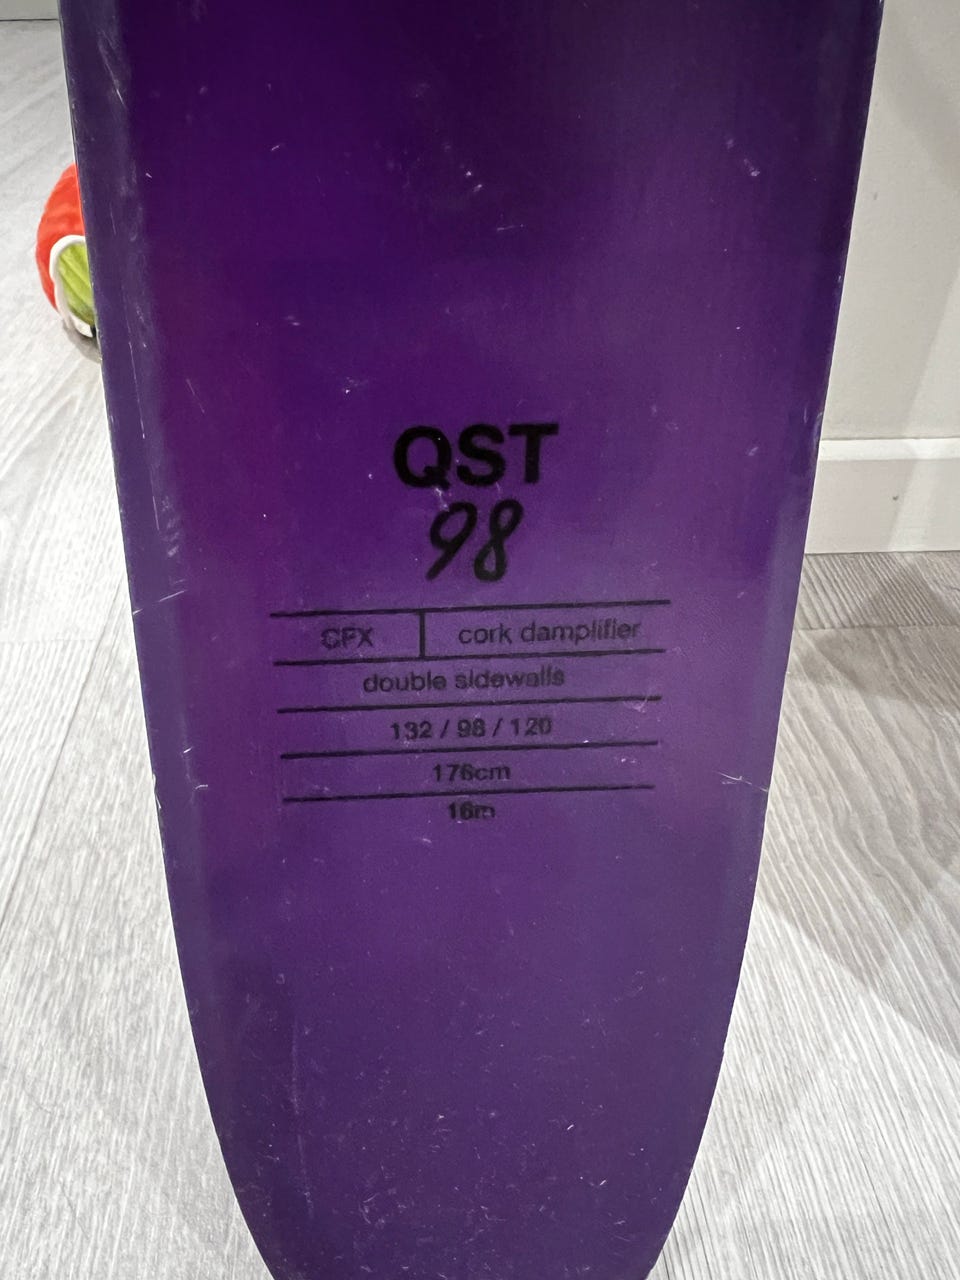 QST
98
CFX cork damplifier
double sidewalls
132 / 98 / 120
176cm
16m